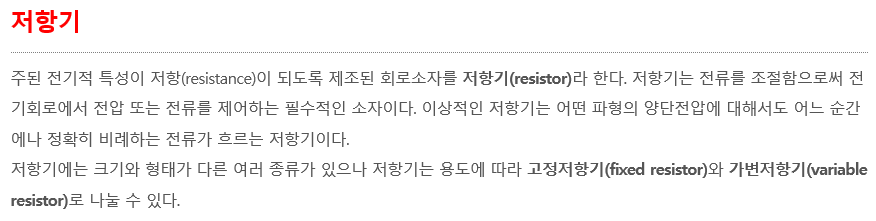 저항기
주된 전기적 특성이 저항(resistance)이 되도록 제조된 회로소자를 저항기(resistor)라 한다. 저항기는 전류를 조절함으로써 전
기회로에서 전압 또는 전류를 제어하는 필수적인 소자이다. 이상적인 저항기는 어떤 파형의 양단전압에 대해서도 어느 순간
에나 정확히 비례하는 전류가 흐르는 저항기이다.
저항기에는 크기와 형태가 다른 여러 종류가 있으나 저항기는 용도에 따라 고정저항기(fixed resistor)와 가변저항기(variable
resistor)로 나눌 수 있다.